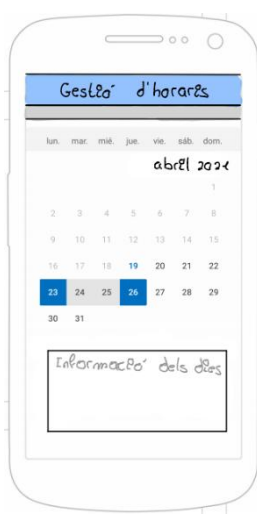 Gestió d'horaris
lun. mar. mié. jue. vie. sáb. dom.
abril 2021
1
2 3 4 5 6 7 8
9 10 11 12 13 14 15
16 17 18 19 20 21 22
23 24 25 26 27 28 29
30 31
Informació dels dies